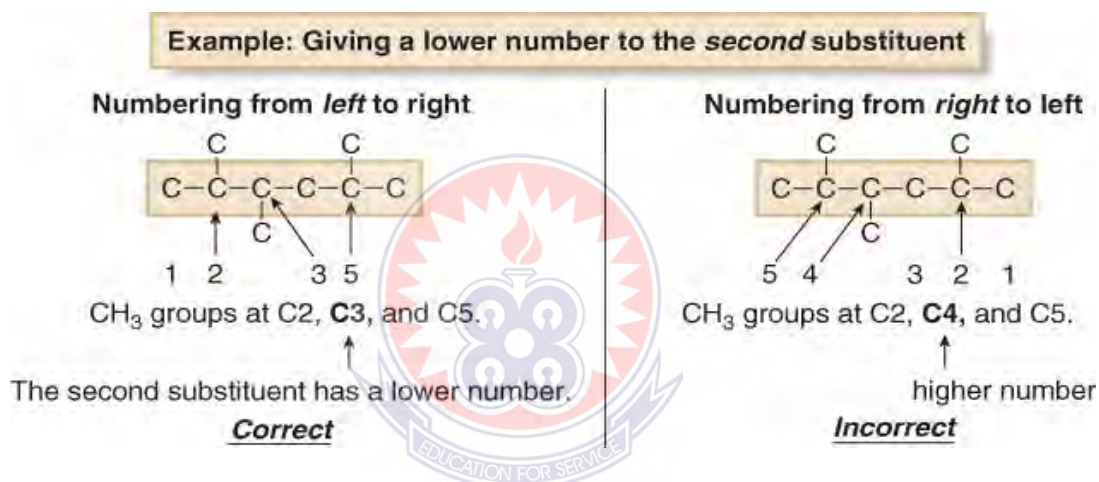 Example: Giving a lower number to the second substituent
Numbering from left to right
C C
C–C–C–C–C–C
C
1 2 3 5
CH₃ groups at C2, C3, and C5.
The second substituent has a lower number.
Correct
Numbering from right to left
C C
C–C–C–C–C–C
C
5 4 3 2 1
CH₃ groups at C2, C4, and C5.
higher number
Incorrect
EDUCATION FOR SERVICE